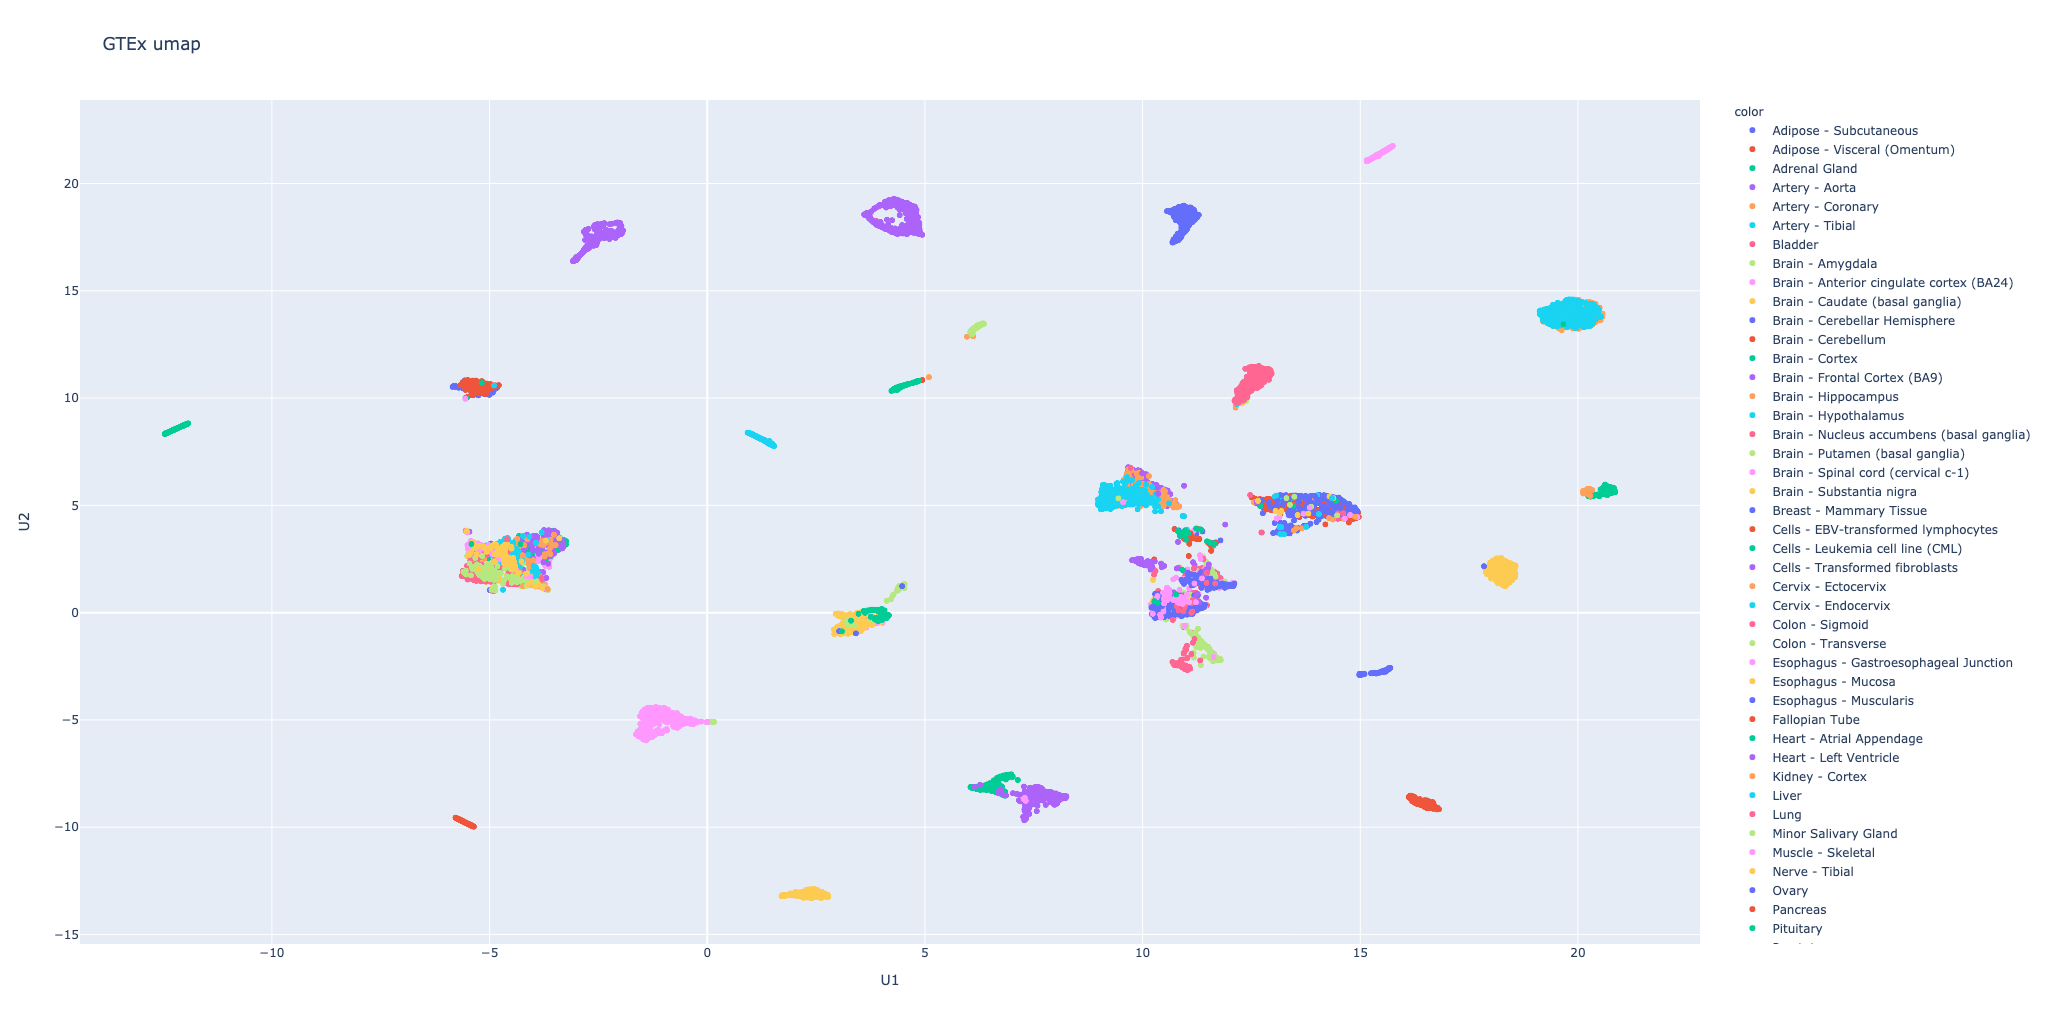 GTEx umap
color
Adipose - Subcutaneous
Adipose - Visceral (Omentum)
Adrenal Gland
Artery - Aorta
Artery - Coronary
Artery - Tibial
Bladder
Brain - Amygdala
Brain - Anterior cingulate cortex (BA24)
Brain - Caudate (basal ganglia)
Brain - Cerebellar Hemisphere
Brain - Cerebellum
Brain - Cortex
Brain - Frontal Cortex (BA9)
Brain - Hippocampus
Brain - Hypothalamus
Brain - Nucleus accumbens (basal ganglia)
Brain - Putamen (basal ganglia)
Brain - Spinal cord (cervical c-1)
Brain - Substantia nigra
Breast - Mammary Tissue
Cells - EBV-transformed lymphocytes
Cells - Leukemia cell line (CML)
Cells - Transformed fibroblasts
Cervix - Ectocervix
Cervix - Endocervix
Colon - Sigmoid
Colon - Transverse
Esophagus - Gastroesophageal Junction
Esophagus - Mucosa
Esophagus - Muscularis
Fallopian Tube
Heart - Atrial Appendage
Heart - Left Ventricle
Kidney - Cortex
Liver
Lung
Minor Salivary Gland
Muscle - Skeletal
Nerve - Tibial
Ovary
Pancreas
Pituitary
20
15
10
5
0
−5
−10
−15
U2
−10
−5
0
5
10
15
20
U1